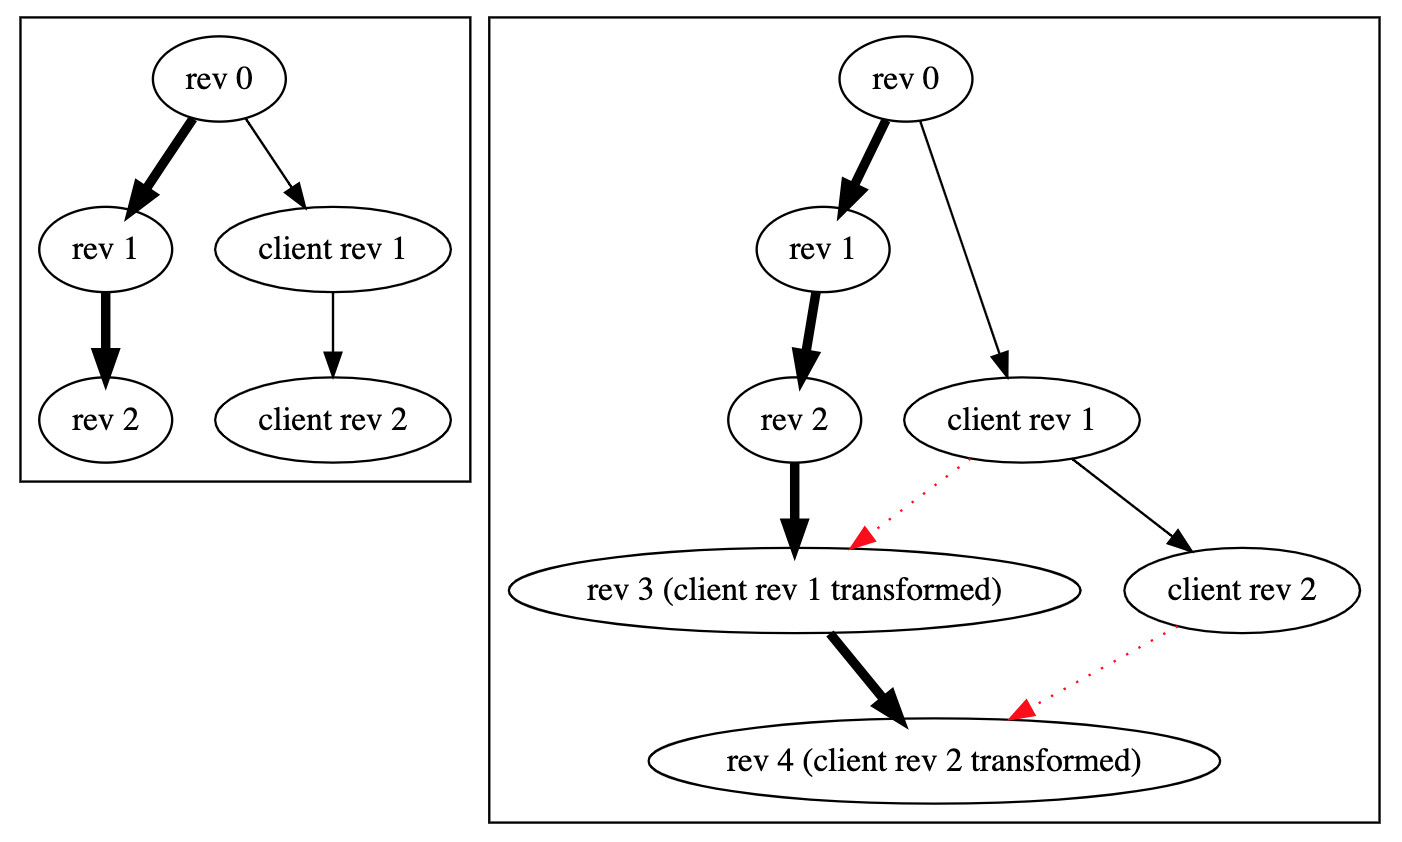 rev 0
rev 1
client rev 1
rev 2
client rev 2
rev 0
rev 1
rev 2
client rev 1
rev 3 (client rev 1 transformed)
client rev 2
rev 4 (client rev 2 transformed)